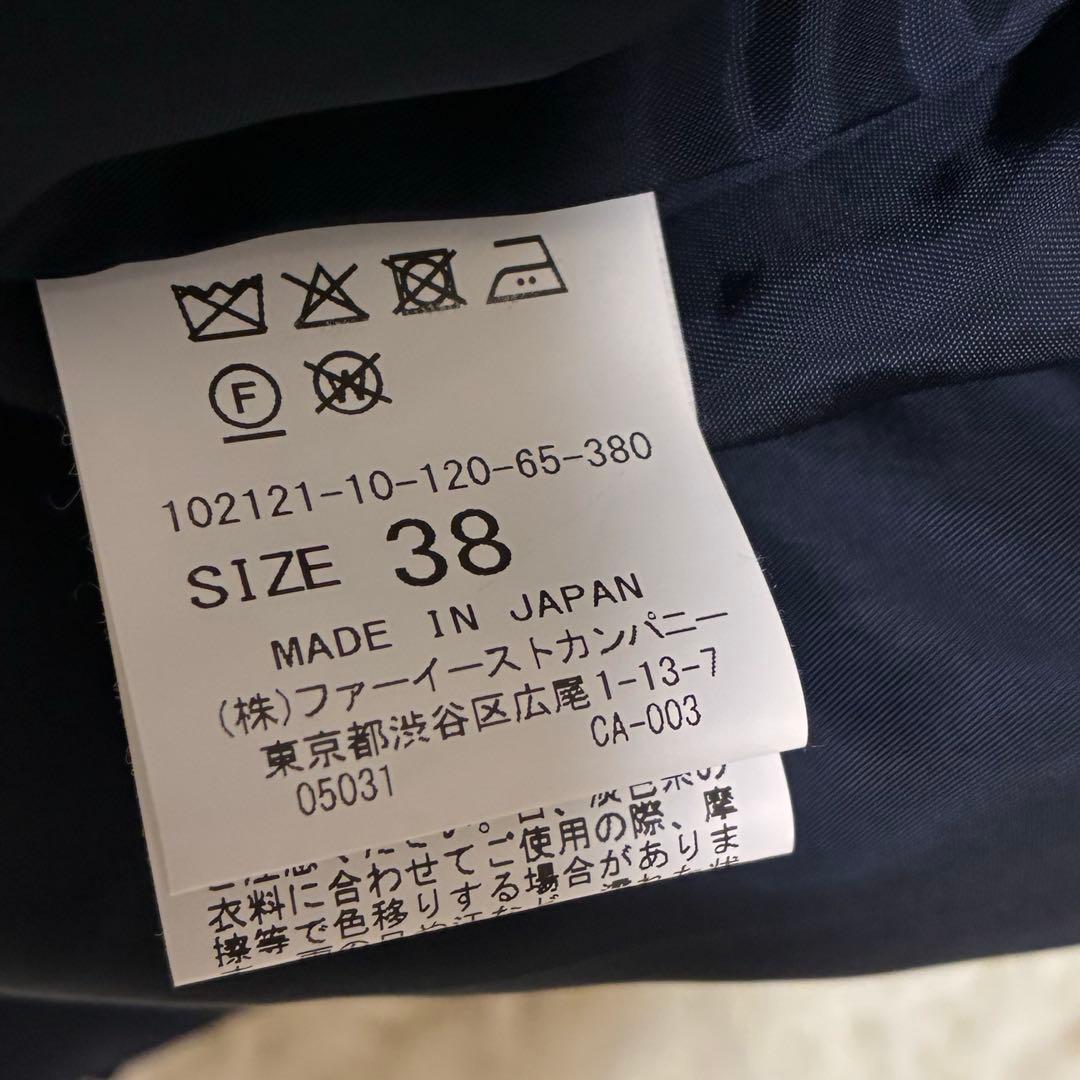 F W
102121-10-120-65-380
SIZE 38
MADE IN JAPAN
(株)ファーイーストカンパニー
東京都渋谷区広尾1-13-7
05031 CA-003
衣料に合わせてご使用の際、摩
擦等で色移りする場合がありま